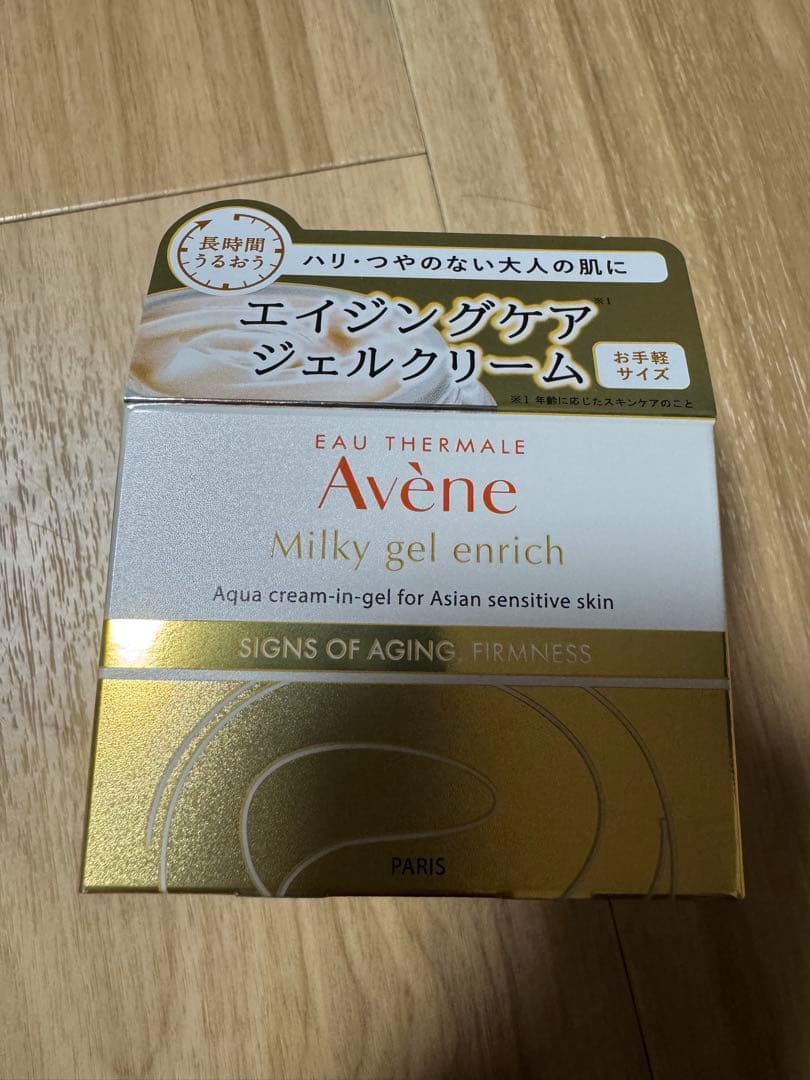 長時間
うるおう
ハリ・つやのない大人の肌に
エイジングケア※1
ジェルクリーム
お手軽
サイズ
※1 年齢に応じたスキンケアのこと
EAU THERMALE
Avène
Milky gel enrich
Aqua cream-in-gel for Asian sensitive skin
SIGNS OF AGING, FIRMNESS
PARIS